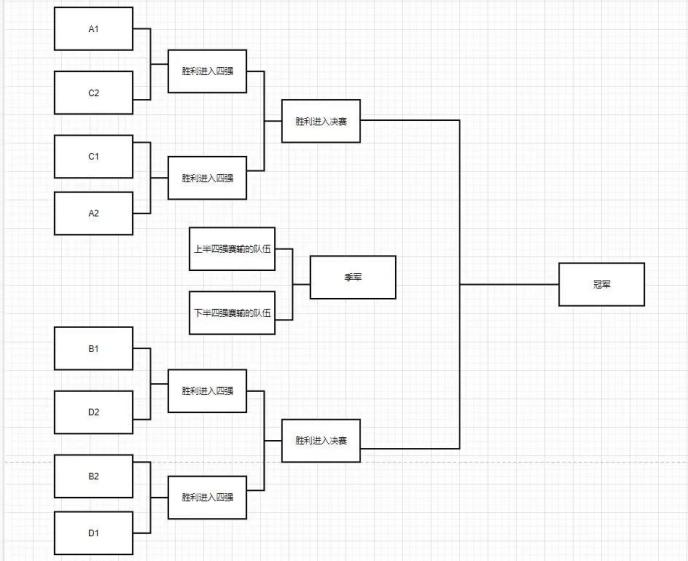 A1
胜利进入四强
C2
胜利进入决赛
C1
胜利进入四强
A2
上半四强赛输的队伍
季军
下半四强赛输的队伍
冠军
B1
胜利进入四强
D2
胜利进入决赛
B2
胜利进入四强
D1